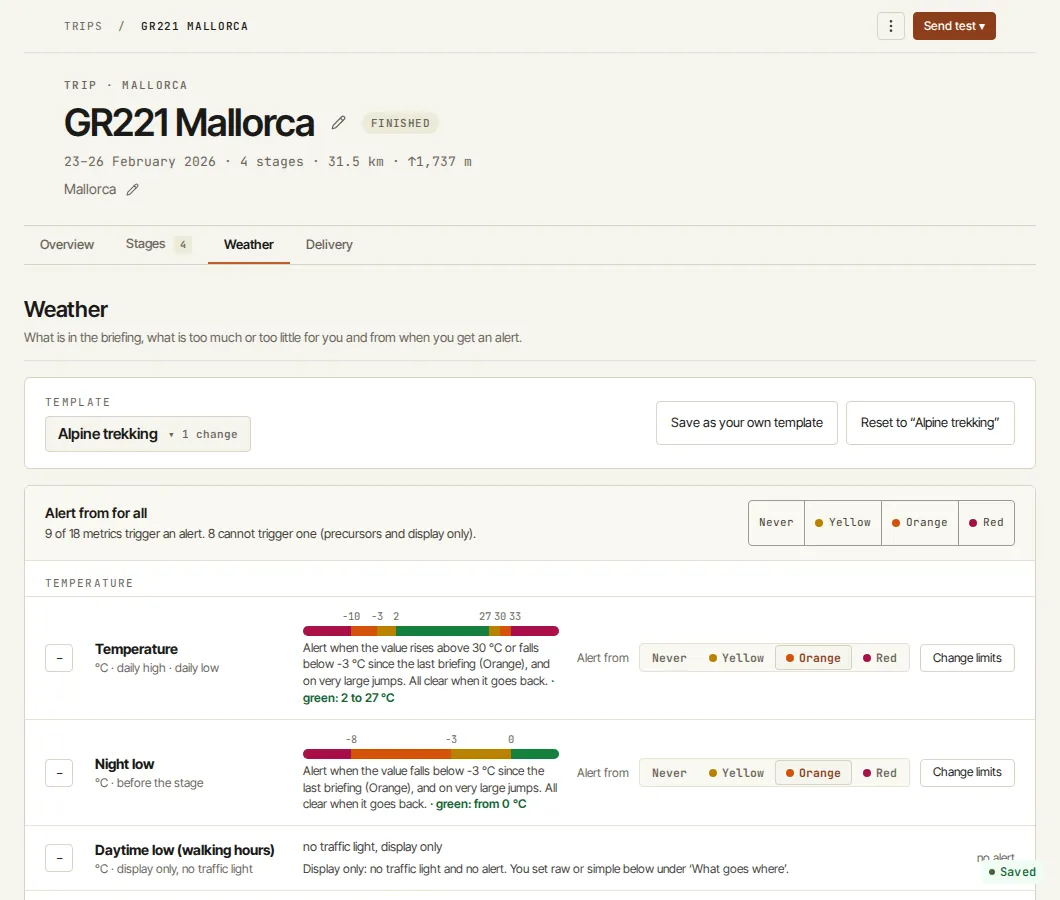 TRIPS / GR221 MALLORCA
Send test ▾
TRIP · MALLORCA
GR221 Mallorca
FINISHED
23–26 February 2026 · 4 stages · 31.5 km · ↑1,737 m
Mallorca
Overview
Stages 4
Weather
Delivery
Weather
What is in the briefing, what is too much or too little for you and from when you get an alert.
TEMPLATE
Alpine trekking ▾ 1 change
Save as your own template
Reset to “Alpine trekking”
Alert from for all
9 of 18 metrics trigger an alert. 8 cannot trigger one (precursors and display only).
Never
Yellow
Orange
Red
TEMPERATURE
–
Temperature
°C · daily high · daily low
-10 -3 2 27 30 33
Alert when the value rises above 30 °C or falls
below -3 °C since the last briefing (Orange), and
on very large jumps. All clear when it goes back. ·
green: 2 to 27 °C
Alert from
Never
Yellow
Orange
Red
Change limits
–
Night low
°C · before the stage
-8 -3 0
Alert when the value falls below -3 °C since the
last briefing (Orange), and on very large jumps. All
clear when it goes back. · green: from 0 °C
Alert from
Never
Yellow
Orange
Red
Change limits
–
Daytime low (walking hours)
°C · display only, no traffic light
no traffic light, display only
Display only: no traffic light and no alert. You set raw or simple below under ‘What goes where’.
no alert
Saved